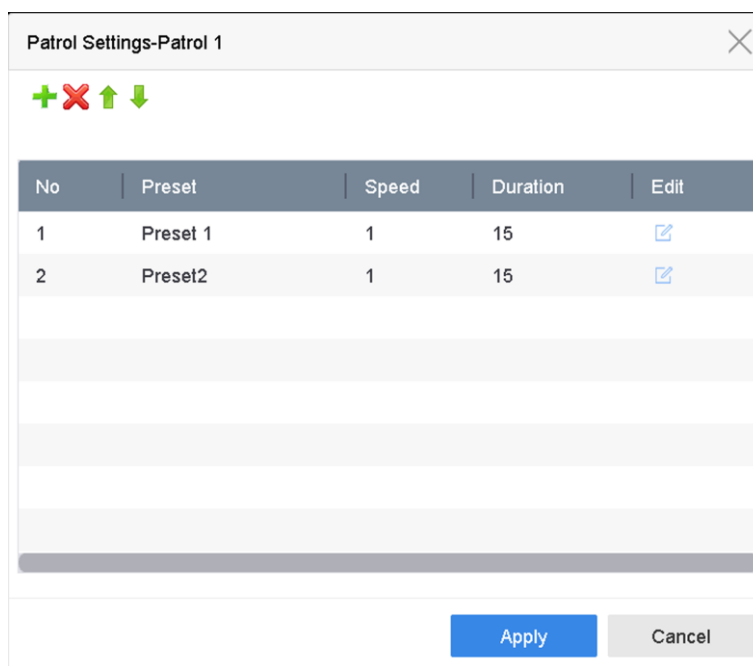 Patrol Settings-Patrol 1
No Preset Speed Duration Edit
1 Preset 1 1 15
2 Preset2 1 15
Apply Cancel